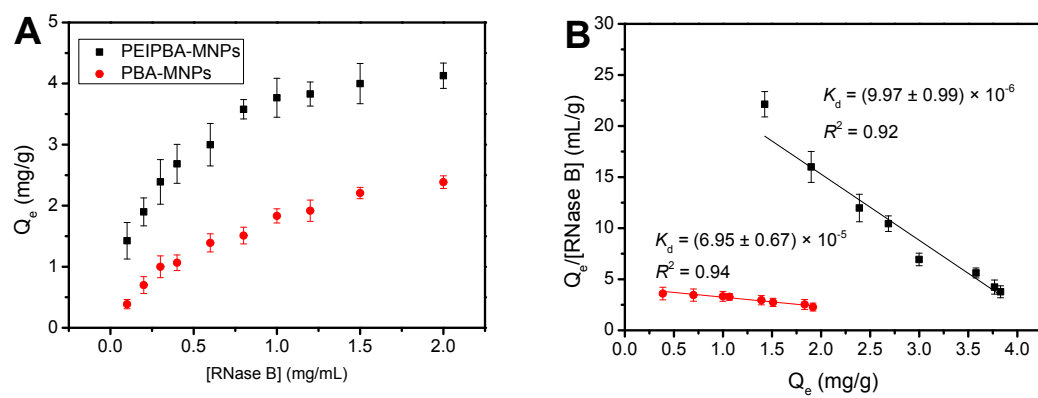 A
PEIPBA-MNPs
PBA-MNPs
Qe (mg/g)
5
4
3
2
1
0
0.0 0.5 1.0 1.5 2.0
[RNase B] (mg/mL)
B
Qe/[RNase B] (mL/g)
30
25
20
15
10
5
0
Kd = (9.97 ± 0.99) × 10-6
R2 = 0.92
Kd = (6.95 ± 0.67) × 10-5
R2 = 0.94
0.0 0.5 1.0 1.5 2.0 2.5 3.0 3.5 4.0
Qe (mg/g)